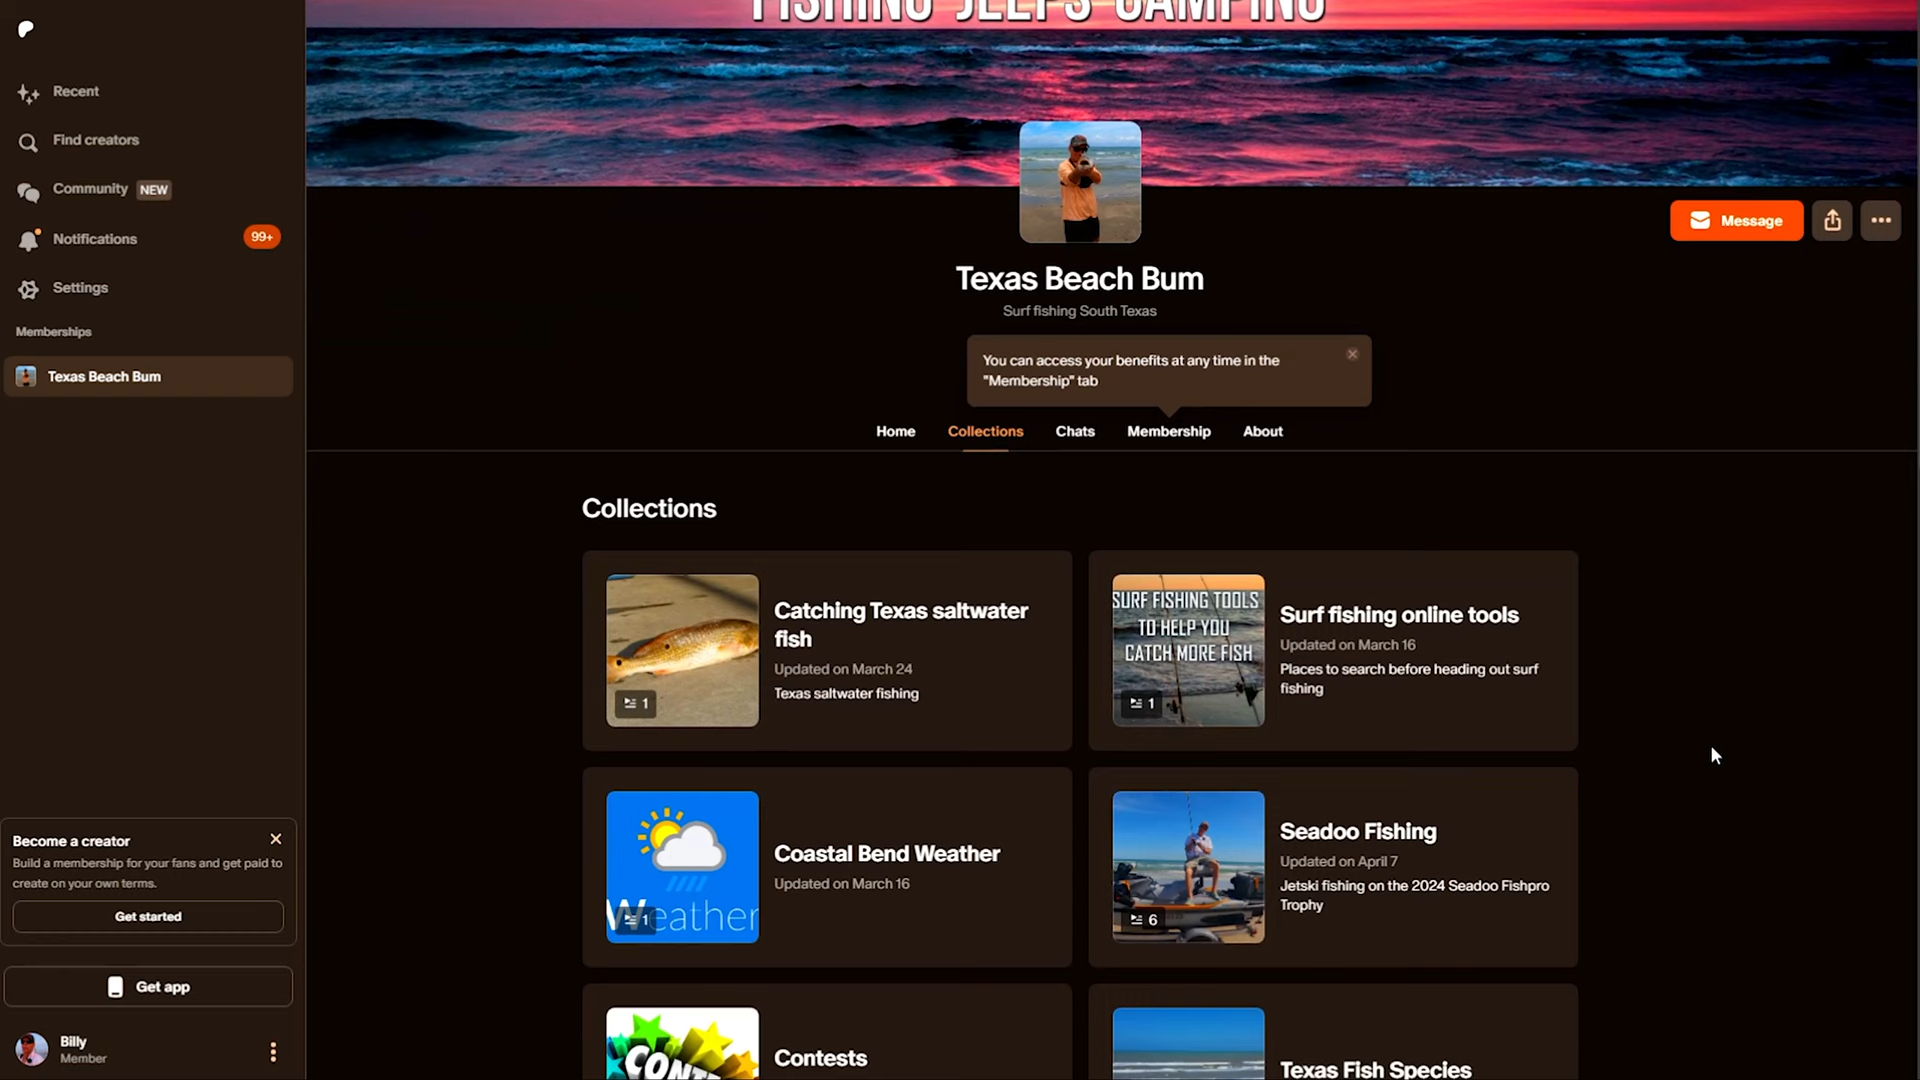 FISHING JEEPS CAMPING
Recent
Find creators
Community NEW
Notifications 99+
Settings
Memberships
Texas Beach Bum
Become a creator
Build a membership for your fans and get paid to
create on your own terms.
Get started
Get app
Billy
Member
Message
Texas Beach Bum
Surf fishing South Texas
You can access your benefits at any time in the
"Membership" tab
Home Collections Chats Membership About
Collections
1
Catching Texas saltwater
fish
Updated on March 24
Texas saltwater fishing
SURF FISHING TOOLS
TO HELP YOU
CATCH MORE FISH
1
Surf fishing online tools
Updated on March 16
Places to search before heading out surf
fishing
Weather
1
Coastal Bend Weather
Updated on March 16
6
Seadoo Fishing
Updated on April 7
Jetski fishing on the 2024 Seadoo Fishpro
Trophy
CONT
Contests
Texas Fish Species